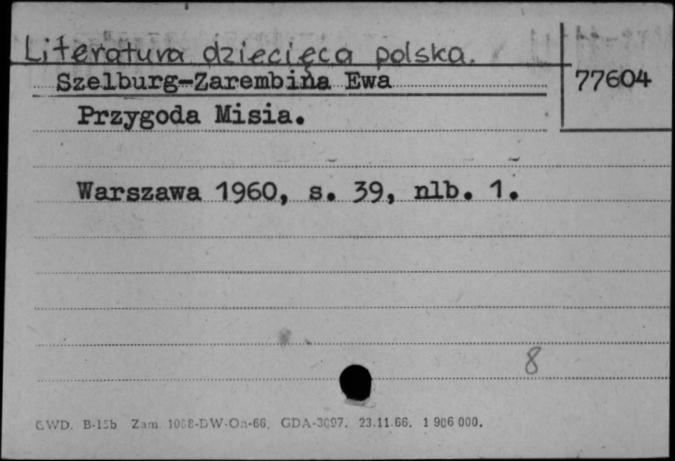 Literatura dziecięca polska.
Szelburg-Zarembina Ewa
77604
Przygoda Misia.
Warszawa 1960, s. 39, nlb. 1.
8
CWD. B-15b Zam. 1068-DW-On-66. GDA-3097. 23.11.66. 1 906 000.